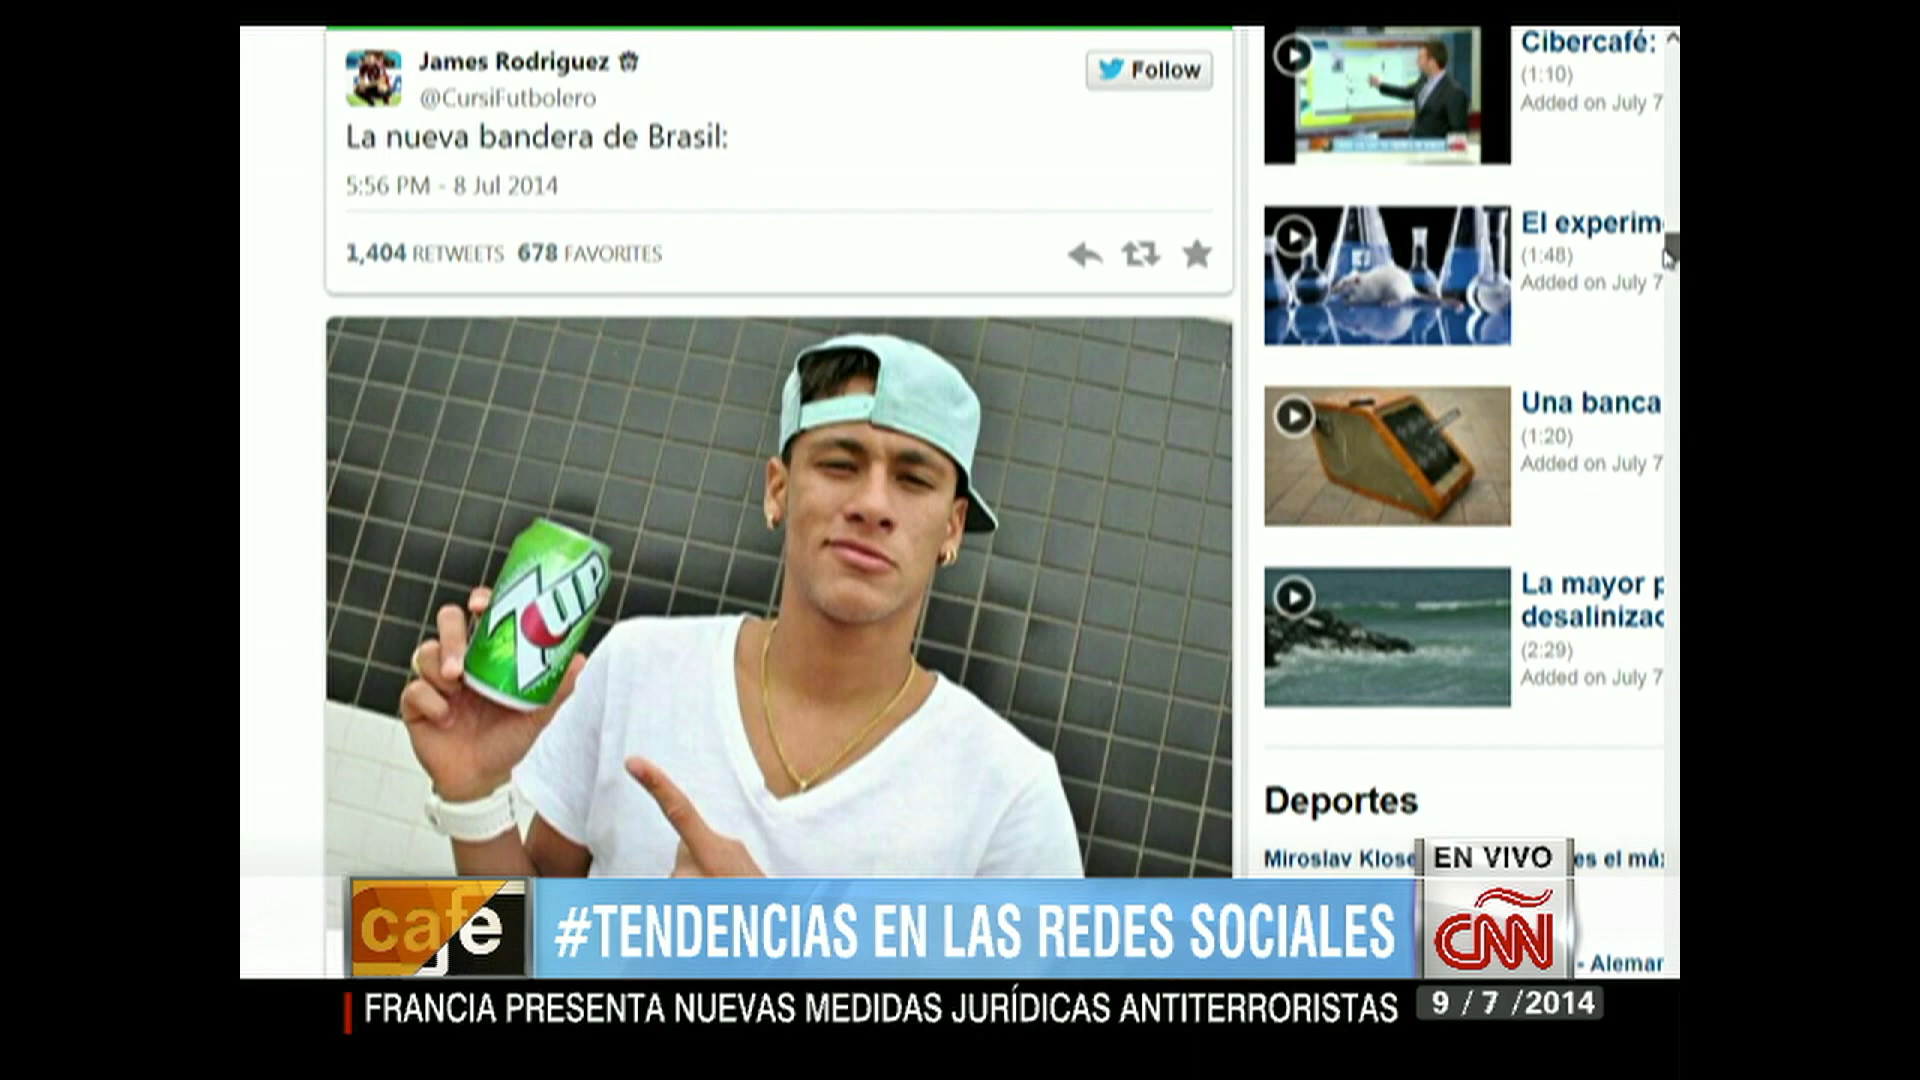 James Rodriguez
@CursiFutbolero
Follow
La nueva bandera de Brasil:
5:56 PM - 8 Jul 2014
1,404 RETWEETS 678 FAVORITES
7UP
Cibercafé:
(1:10)
Added on July 7
El experim
(1:48)
Added on July 7
Una banca
(1:20)
Added on July 7
La mayor p
desalinizac
(2:29)
Added on July 7
Deportes
Miroslav Klose
es el má
- Aleman
EN VIVO
CNN
café
#TENDENCIAS EN LAS REDES SOCIALES
FRANCIA PRESENTA NUEVAS MEDIDAS JURÍDICAS ANTITERRORISTAS
9 / 7 /2014